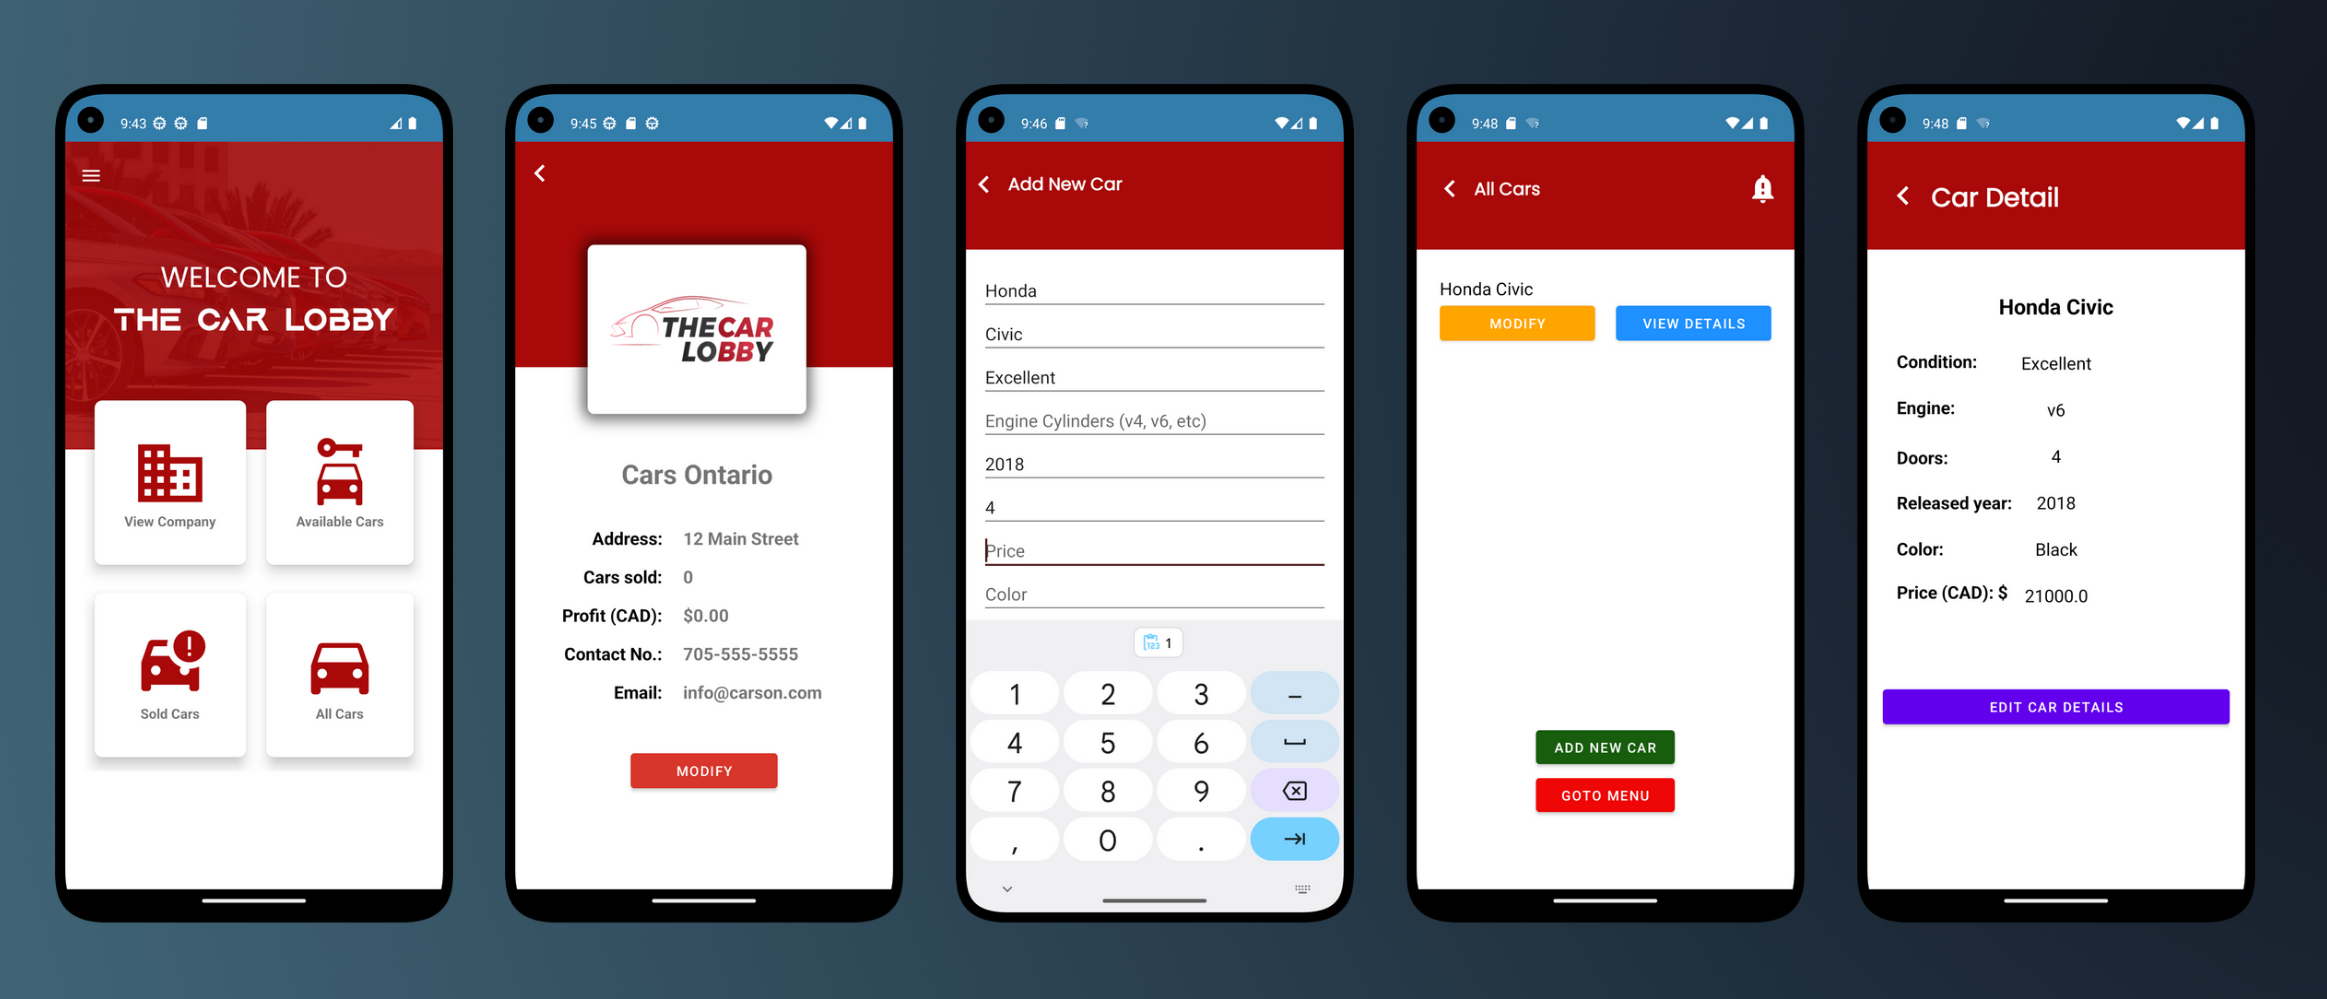 9:43
WELCOME TO
THE CAR LOBBY
View Company
Available Cars
Sold Cars
All Cars
9:45
THECAR
LOBBY
Cars Ontario
Address: 12 Main Street
Cars sold: 0
Profit (CAD): $0.00
Contact No.: 705-555-5555
Email: info@carson.com
MODIFY
9:46
Add New Car
Honda
Civic
Excellent
Engine Cylinders (v4, v6, etc)
2018
4
Price
Color
123 1
1 2 3 –
4 5 6
7 8 9
, 0 .
9:48
All Cars
Honda Civic
MODIFY VIEW DETAILS
ADD NEW CAR
GOTO MENU
9:48
Car Detail
Honda Civic
Condition: Excellent
Engine: v6
Doors: 4
Released year: 2018
Color: Black
Price (CAD): $ 21000.0
EDIT CAR DETAILS